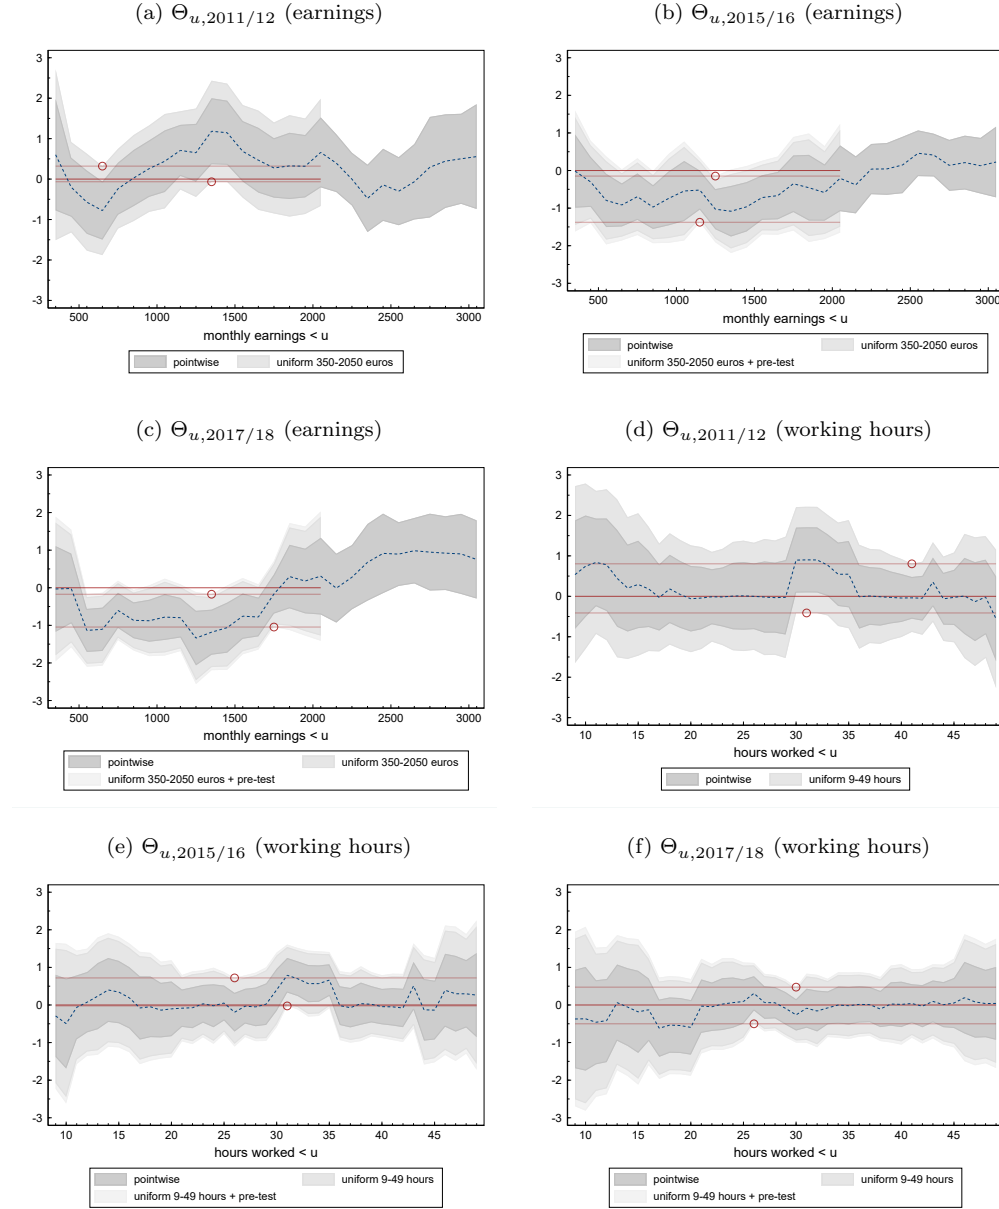 (a) Θu,2011/12 (earnings)
3
2
1
0
-1
-2
-3
500 1000 1500 2000 2500 3000
monthly earnings < u
pointwise uniform 350-2050 euros
(b) Θu,2015/16 (earnings)
3
2
1
0
-1
-2
-3
500 1000 1500 2000 2500 3000
monthly earnings < u
pointwise uniform 350-2050 euros
uniform 350-2050 euros + pre-test
(c) Θu,2017/18 (earnings)
3
2
1
0
-1
-2
-3
500 1000 1500 2000 2500 3000
monthly earnings < u
pointwise uniform 350-2050 euros
uniform 350-2050 euros + pre-test
(d) Θu,2011/12 (working hours)
3
2
1
0
-1
-2
-3
10 15 20 25 30 35 40 45
hours worked < u
pointwise uniform 9-49 hours
(e) Θu,2015/16 (working hours)
3
2
1
0
-1
-2
-3
10 15 20 25 30 35 40 45
hours worked < u
pointwise uniform 9-49 hours
uniform 9-49 hours + pre-test
(f) Θu,2017/18 (working hours)
3
2
1
0
-1
-2
-3
10 15 20 25 30 35 40 45
hours worked < u
pointwise uniform 9-49 hours
uniform 9-49 hours + pre-test